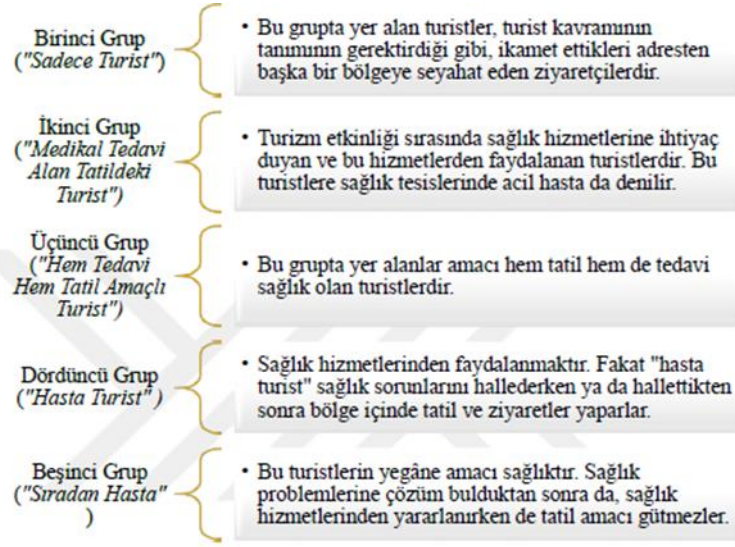 Birinci Grup
("Sadece Turist")
• Bu grupta yer alan turistler, turist kavramının
tanımının gerektirdiği gibi, ikamet ettikleri adresten
başka bir bölgeye seyahat eden ziyaretçilerdir.
İkinci Grup
("Medikal Tedavi
Alan Tatildeki
Turist")
• Turizm etkinliği sırasında sağlık hizmetlerine ihtiyaç
duyan ve bu hizmetlerden faydalanan turistlerdir. Bu
turistlere sağlık tesislerinde acil hasta da denilir.
Üçüncü Grup
("Hem Tedavi
Hem Tatil Amaçlı
Turist")
• Bu grupta yer alanlar amacı hem tatil hem de tedavi
sağlık olan turistlerdir.
Dördüncü Grup
("Hasta Turist" )
• Sağlık hizmetlerinden faydalanmaktır. Fakat "hasta
turist" sağlık sorunlarını hallederken ya da hallettikten
sonra bölge içinde tatil ve ziyaretler yaparlar.
Beşinci Grup
("Sıradan Hasta"
)
• Bu turistlerin yegâne amacı sağlıktır. Sağlık
problemlerine çözüm bulduktan sonra da, sağlık
hizmetlerinden yararlanırken de tatil amacı gütmezler.